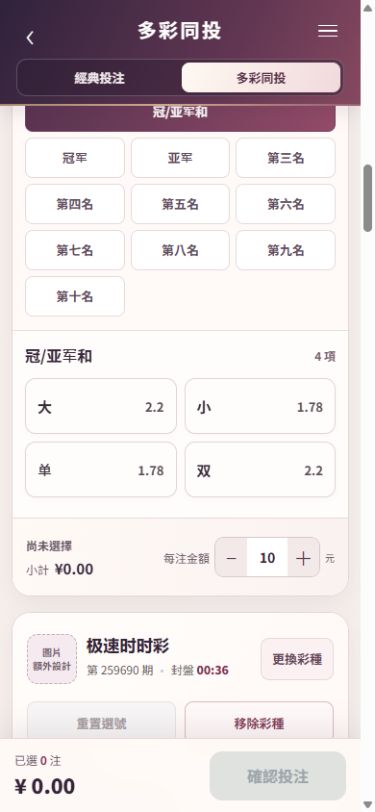 多彩同投
經典投注 多彩同投
冠/亚军和
冠军 亚军 第三名
第四名 第五名 第六名
第七名 第八名 第九名
第十名
冠/亚军和 4 項
大 2.2 小 1.78
单 1.78 双 2.2
尚未選擇
小計 ¥0.00 每注金額 − 10 + 元
图片
額外設計
极速时时彩
第 259690 期 • 封盤 00:36
更換彩種
重置選號 移除彩種
已選 0 注
¥ 0.00
確認投注